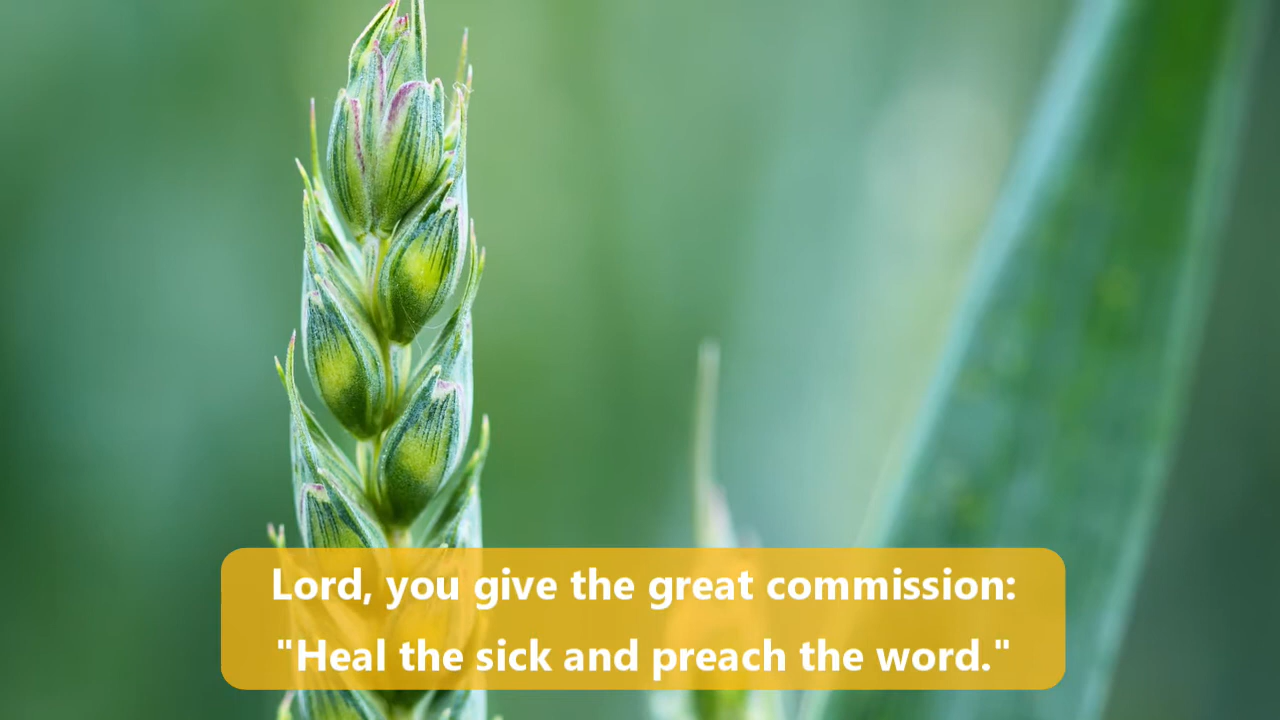 Lord, you give the great commission:
"Heal the sick and preach the word."